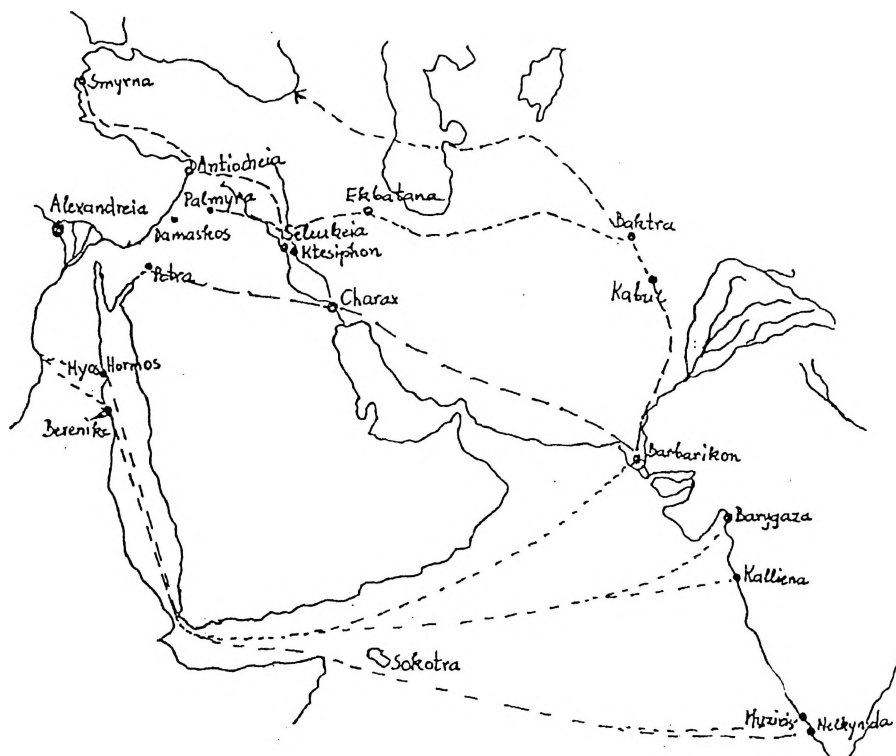 Smyrna
Antiocheia
Alexandreia
Palmyra
Ekbatana
Damaskos
Seleukeia
Ktesiphon
Baktra
Petra
Charax
Kabul
Myos Hormos
Berenike
Barbarikon
Barygaza
Kalliena
Sokotra
Muziris
Nelkynda